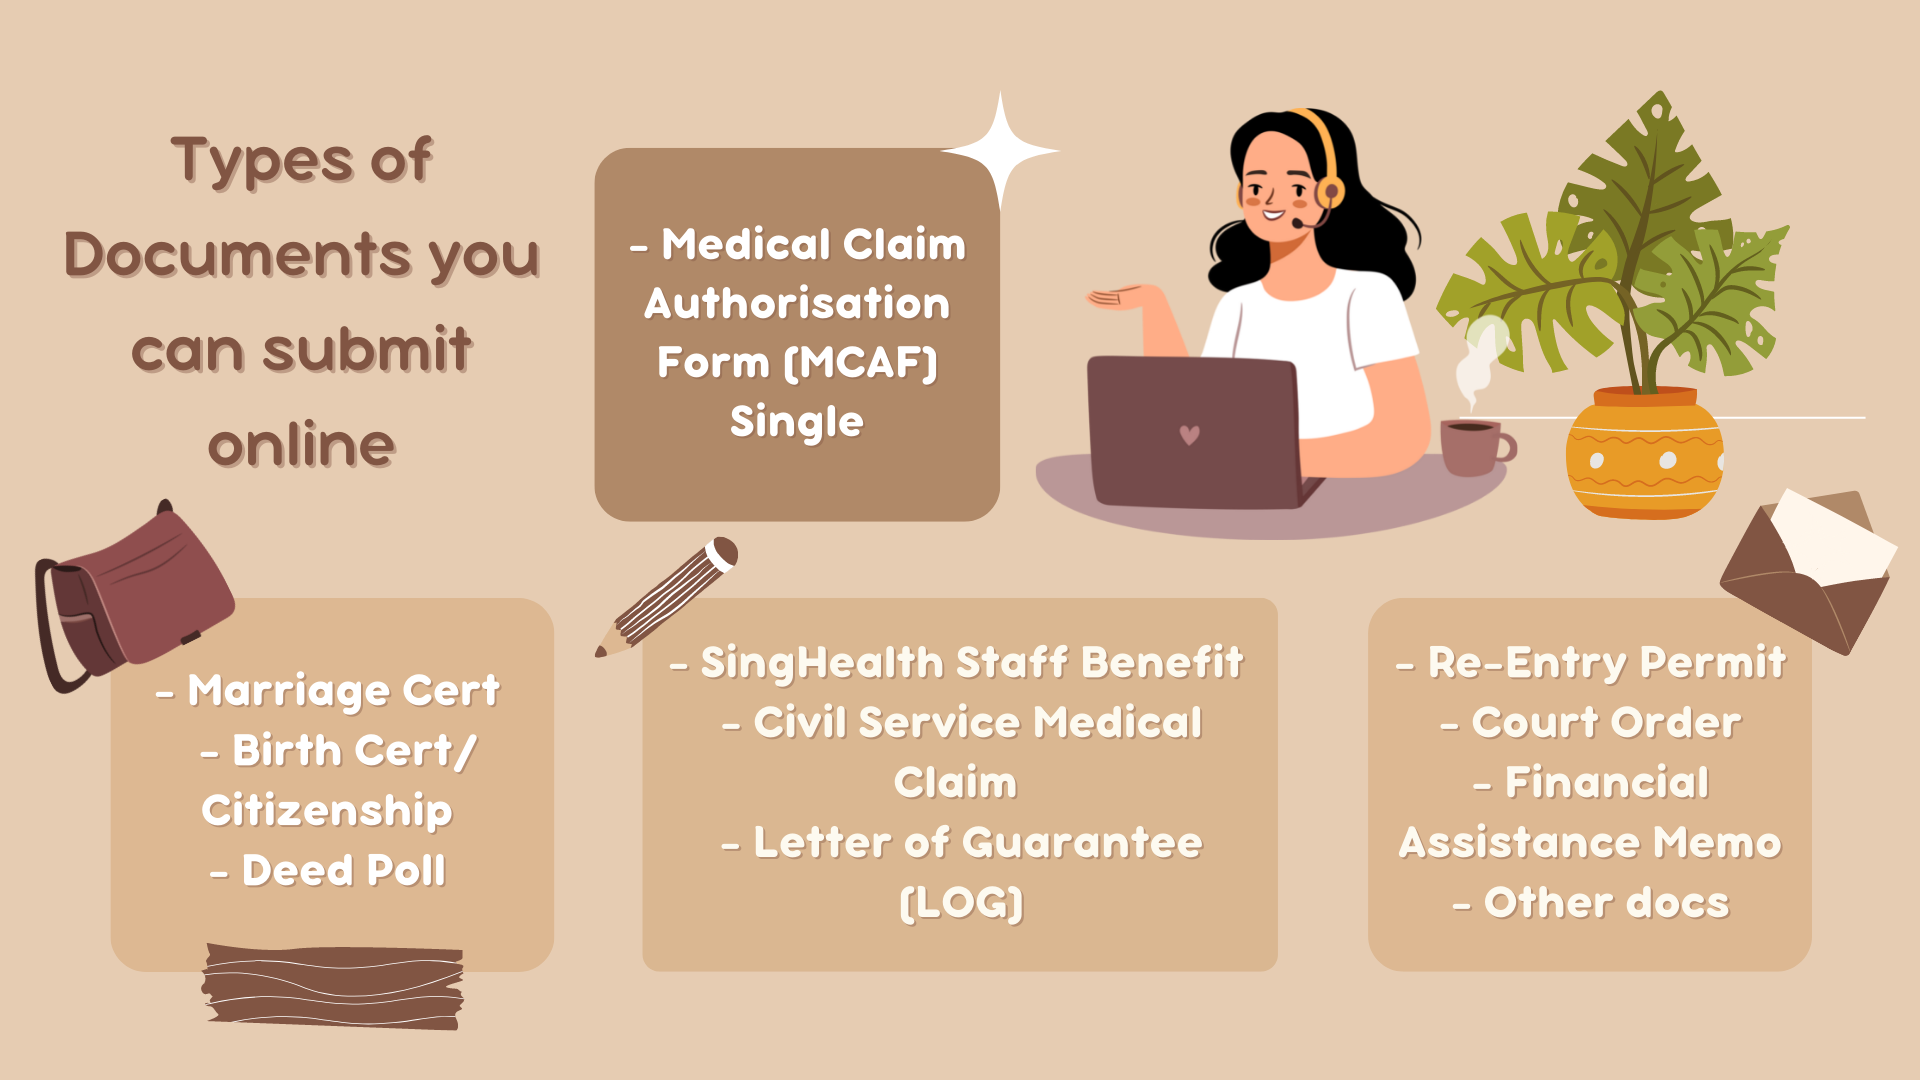 Types of
Documents you
can submit
online
- Medical Claim
Authorisation
Form (MCAF)
Single
- Marriage Cert
- Birth Cert/
Citizenship
- Deed Poll
- SingHealth Staff Benefit
- Civil Service Medical
Claim
- Letter of Guarantee
(LOG)
- Re-Entry Permit
- Court Order
- Financial
Assistance Memo
- Other docs